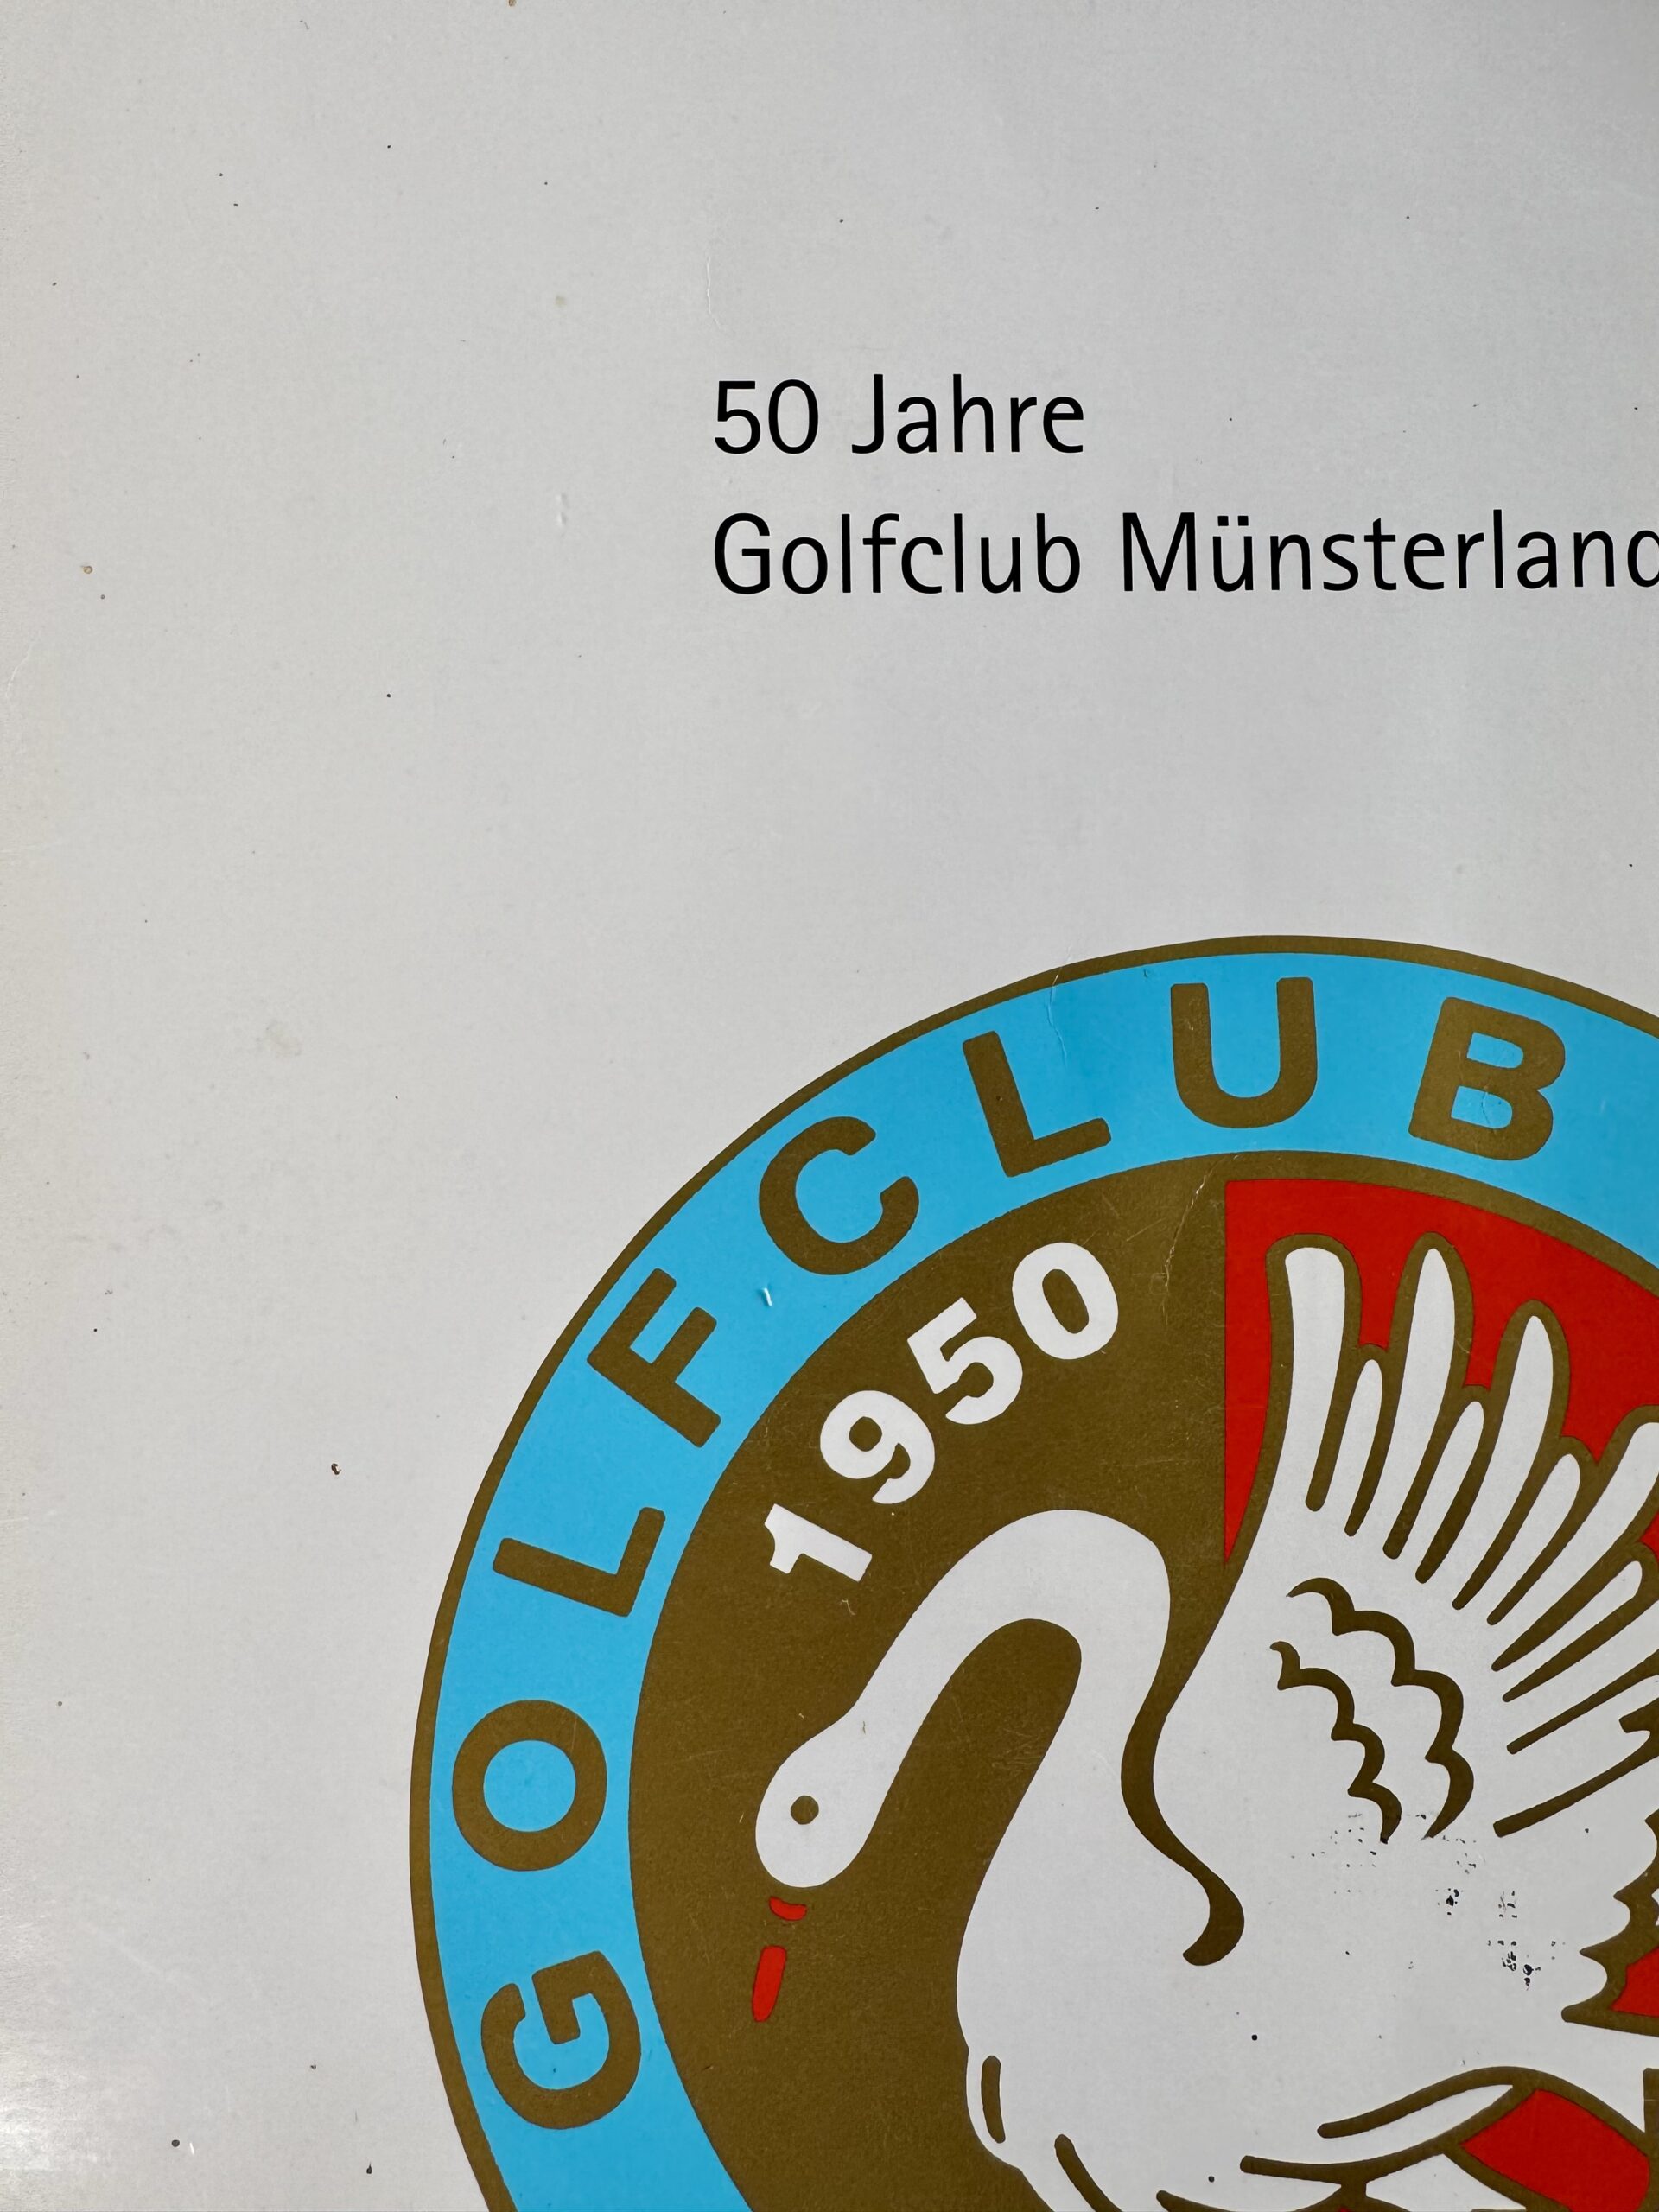 50 Jahre
Golfclub Münsterland
GOLFCLUB
1950